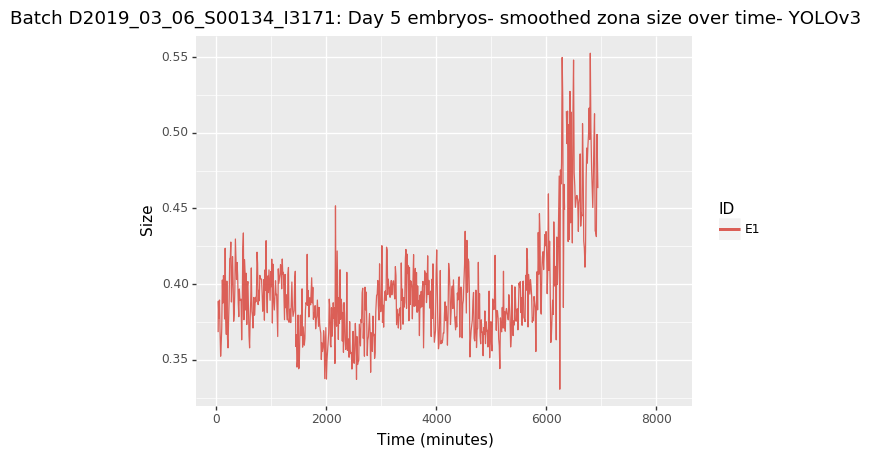 Batch D2019_03_06_S00134_I3171: Day 5 embryos- smoothed zona size over time- YOLOv3
0.55
0.50
0.45
0.40
0.35
Size
0 2000 4000 6000 8000
Time (minutes)
ID
E1